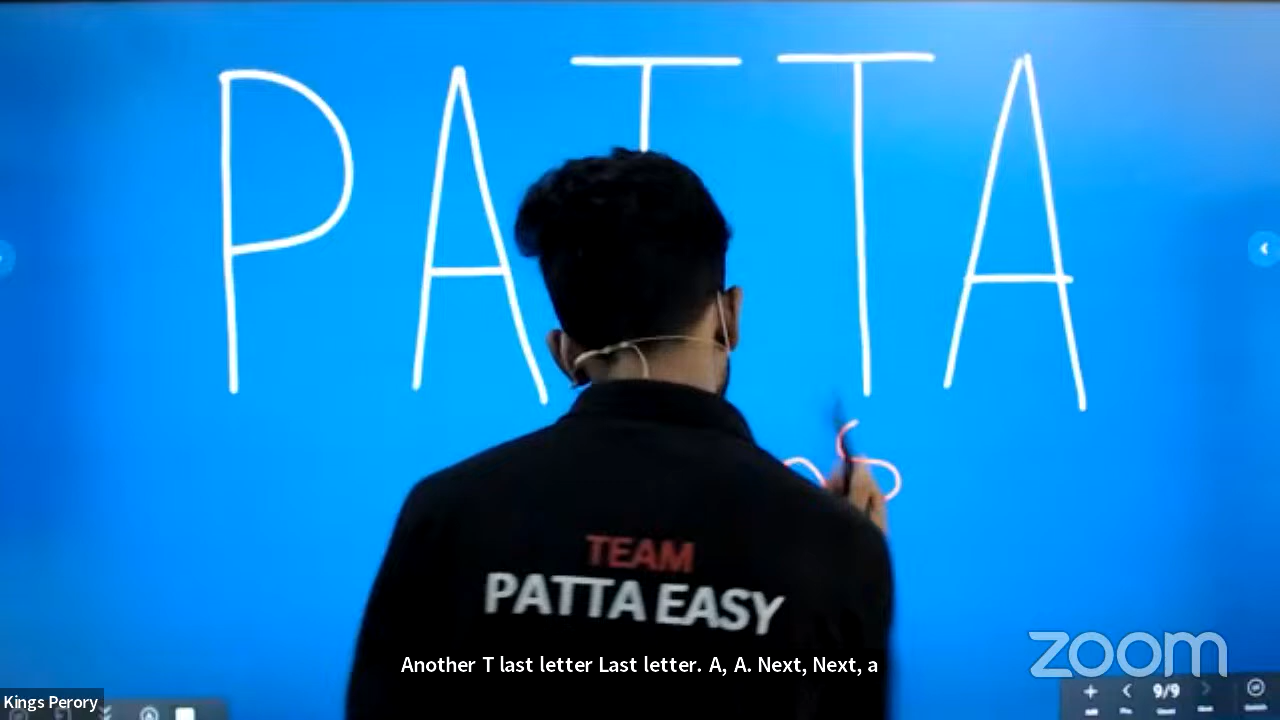 PATTA
TEAM
PATTA EASY
Another T last letter Last letter. A, A. Next, Next, a
zoom
Kings Perory
9/9